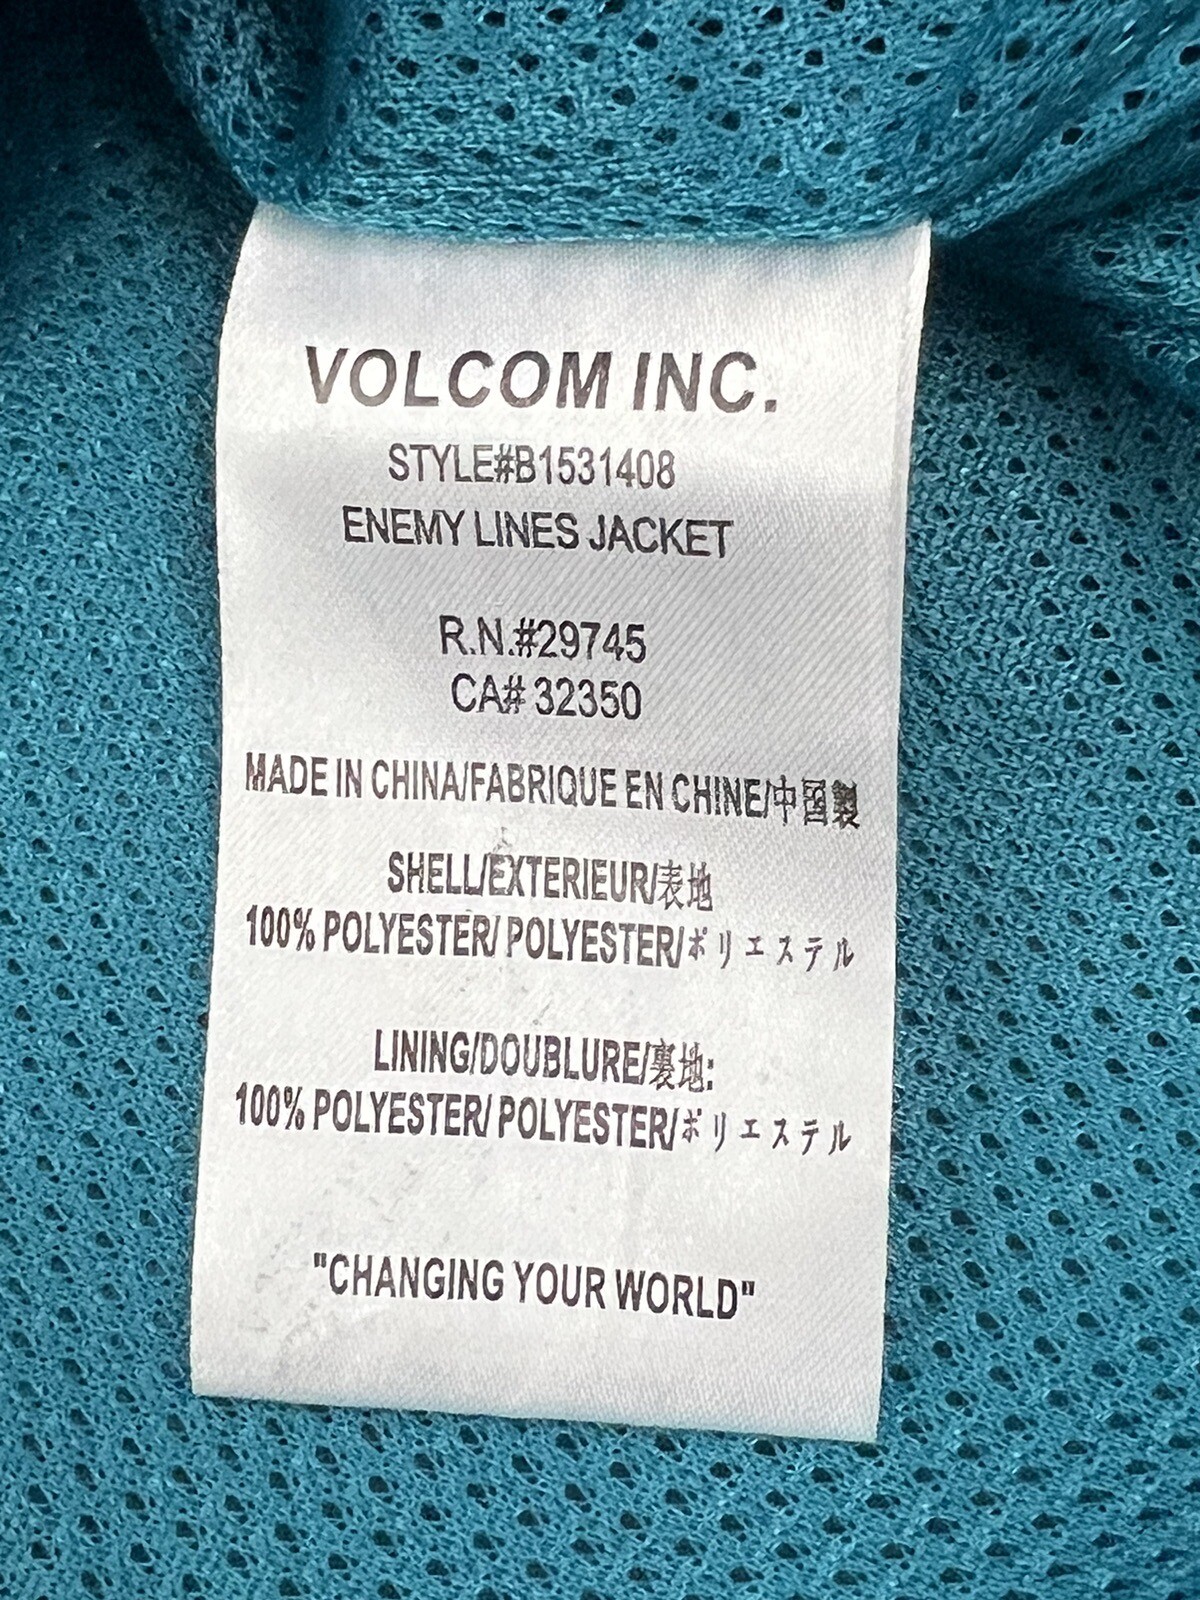 VOLCOM INC.
STYLE#B1531408
ENEMY LINES JACKET
R.N.#29745
CA# 32350
MADE IN CHINA/FABRIQUE EN CHINE/中国製
SHELL/EXTERIEUR/表地
100% POLYESTER/ POLYESTER/ポリエステル
LINING/DOUBLURE/裏地:
100% POLYESTER/ POLYESTER/ポリエステル
"CHANGING YOUR WORLD"